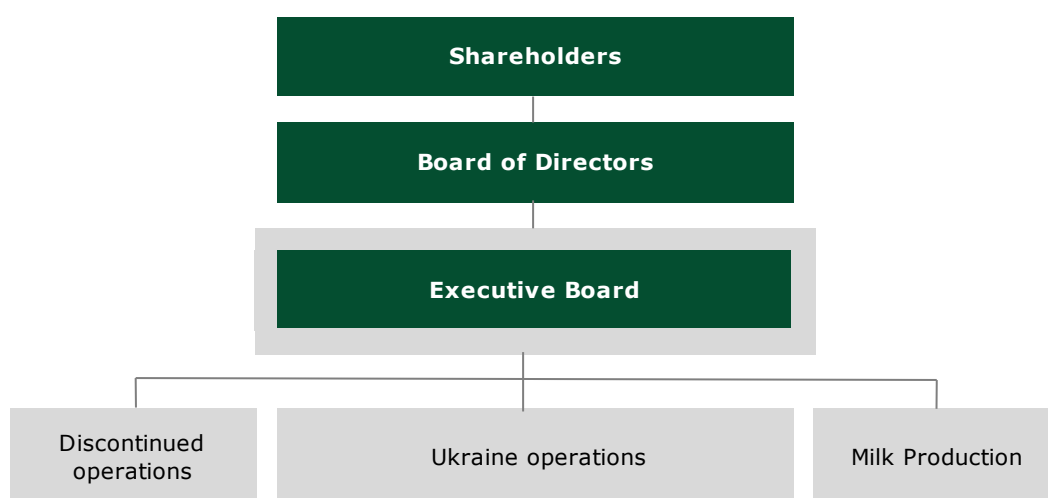 Shareholders
Board of Directors
Executive Board
Discontinued
operations
Ukraine operations
Milk Production